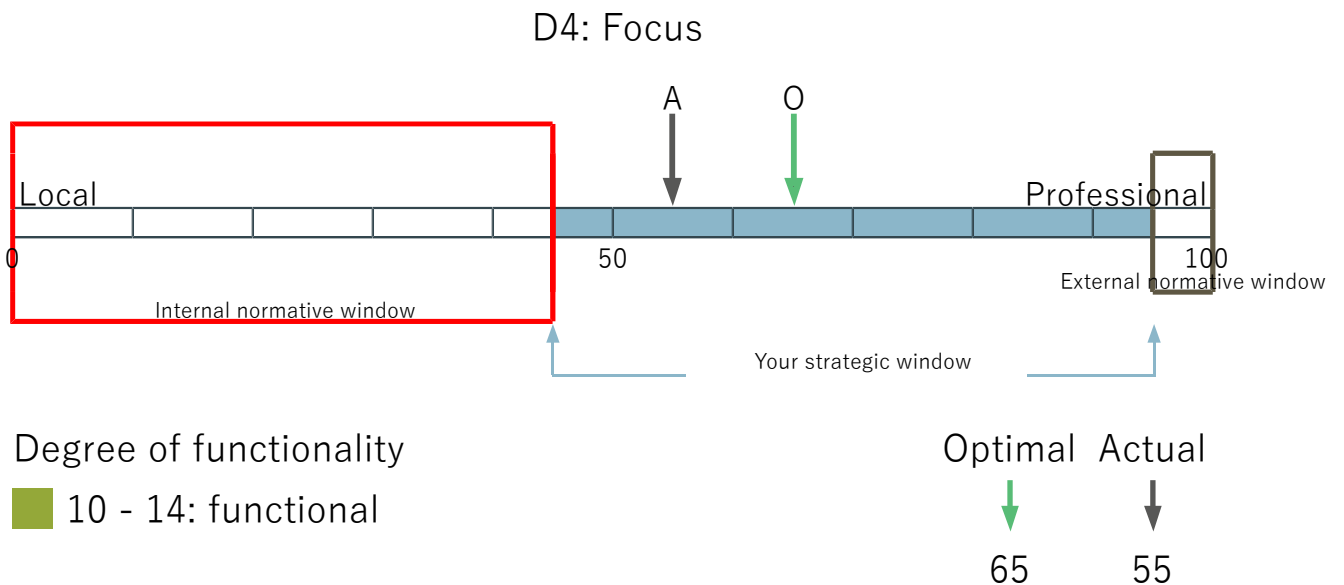 D4: Focus
A O
Local Professional
0 50 100
External normative window
Internal normative window
Your strategic window
Degree of functionality
10 - 14: functional
Optimal Actual
65 55